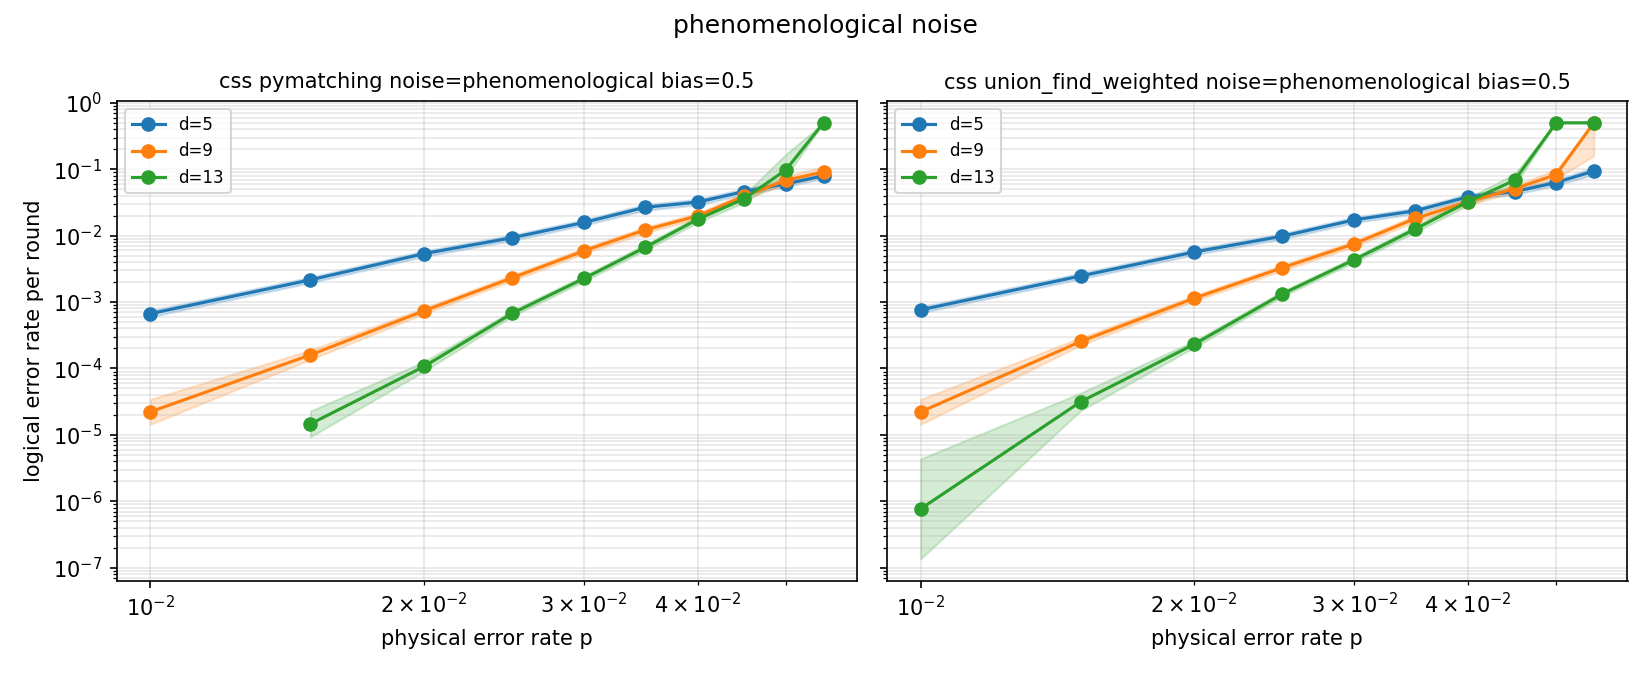 phenomenological noise
css pymatching noise=phenomenological bias=0.5
css union_find_weighted noise=phenomenological bias=0.5
logical error rate per round
10⁰
10⁻¹
10⁻²
10⁻³
10⁻⁴
10⁻⁵
10⁻⁶
10⁻⁷
d=5
d=9
d=13
d=5
d=9
d=13
10⁻²
2 × 10⁻²
3 × 10⁻²
4 × 10⁻²
10⁻²
2 × 10⁻²
3 × 10⁻²
4 × 10⁻²
physical error rate p
physical error rate p